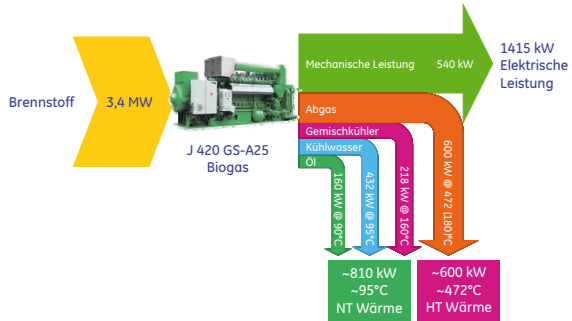 Brennstoff
3,4 MW
J 420 GS-A25
Biogas
Mechanische Leistung 540 kW
1415 kW
Elektrische
Leistung
Abgas
Gemischkühler
Kühlwasser
Öl
160 kW @ 90°C
432 kW @ 95°C
218 kW @ 160°C
600 kW @ 472 (180)°C
~810 kW
~95°C
NT Wärme
~600 kW
~472°C
HT Wärme